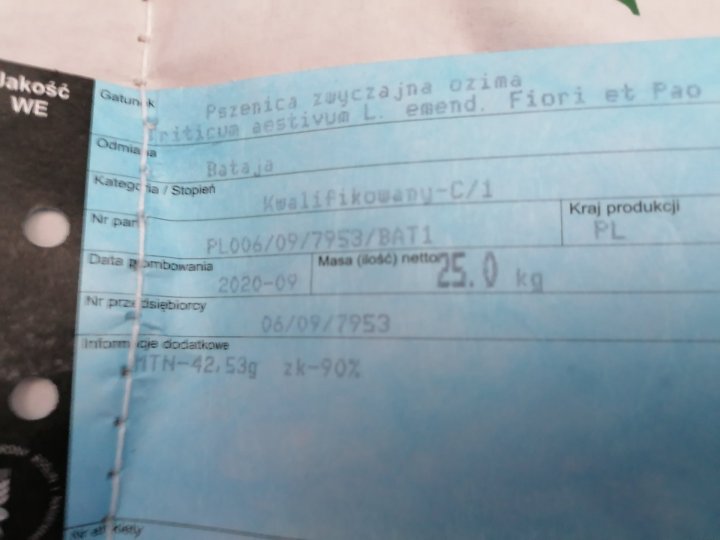 Jakość
WE
Gatunek
Pszenica zwyczajna ozima
Triticum aestivum L. emend. Fiori et Pao
Odmiana
Bataja
Kategoria / Stopień
Kwalifikowany-C/1
Nr partii
PL006/09/7953/BAT1
Kraj produkcji
PL
Data plombowania
2020-09
Masa (ilość) netto
25.0 kg
Nr przedsiębiorcy
06/09/7953
Informacje dodatkowe
MTN-42,53g zk-90%
Nr etykiety